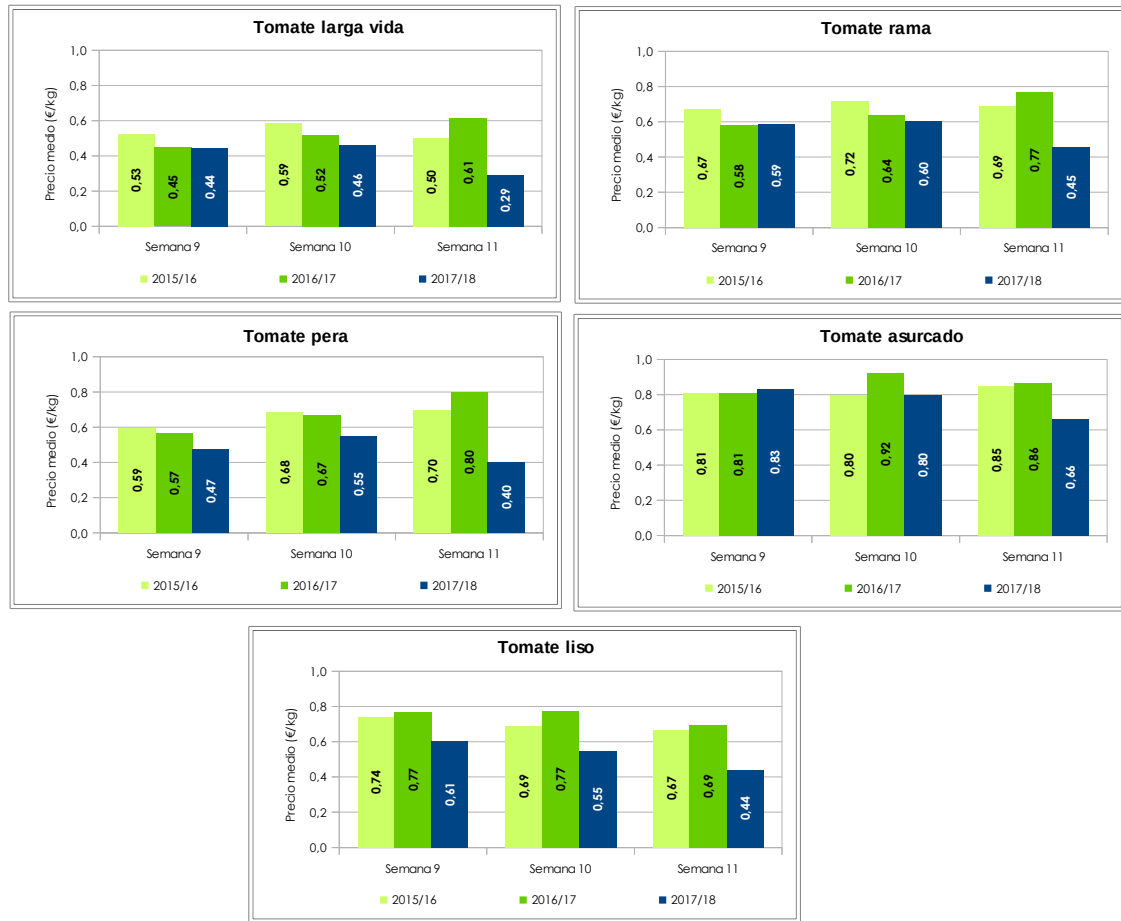 Tomate larga vida
Precio medio (€/kg)
1,0
0,8
0,6
0,4
0,2
0,0
0,53 0,45 0,44 0,59 0,52 0,46 0,50 0,61 0,29
Semana 9 Semana 10 Semana 11
2015/16 2016/17 2017/18
Tomate rama
Precio medio (€/kg)
1,0
0,8
0,6
0,4
0,2
0,0
0,67 0,58 0,59 0,72 0,64 0,60 0,69 0,77 0,45
Semana 9 Semana 10 Semana 11
2015/16 2016/17 2017/18
Tomate pera
Precio medio (€/kg)
1,0
0,8
0,6
0,4
0,2
0,0
0,59 0,57 0,47 0,68 0,67 0,55 0,70 0,80 0,40
Semana 9 Semana 10 Semana 11
2015/16 2016/17 2017/18
Tomate asurcado
Precio medio (€/kg)
1,0
0,8
0,6
0,4
0,2
0,0
0,81 0,81 0,83 0,80 0,92 0,80 0,85 0,86 0,66
Semana 9 Semana 10 Semana 11
2015/16 2016/17 2017/18
Tomate liso
Precio medio (€/kg)
1,0
0,8
0,6
0,4
0,2
0,0
0,74 0,77 0,61 0,69 0,77 0,55 0,67 0,69 0,44
Semana 9 Semana 10 Semana 11
2015/16 2016/17 2017/18